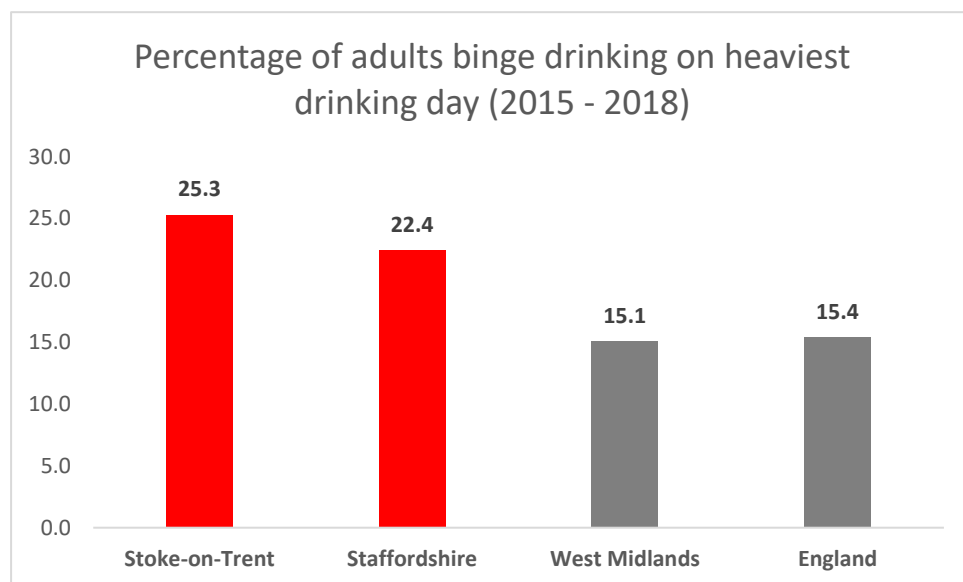 Percentage of adults binge drinking on heaviest
drinking day (2015 - 2018)
30.0
25.0
20.0
15.0
10.0
5.0
0.0
25.3
22.4
15.1
15.4
Stoke-on-Trent
Staffordshire
West Midlands
England